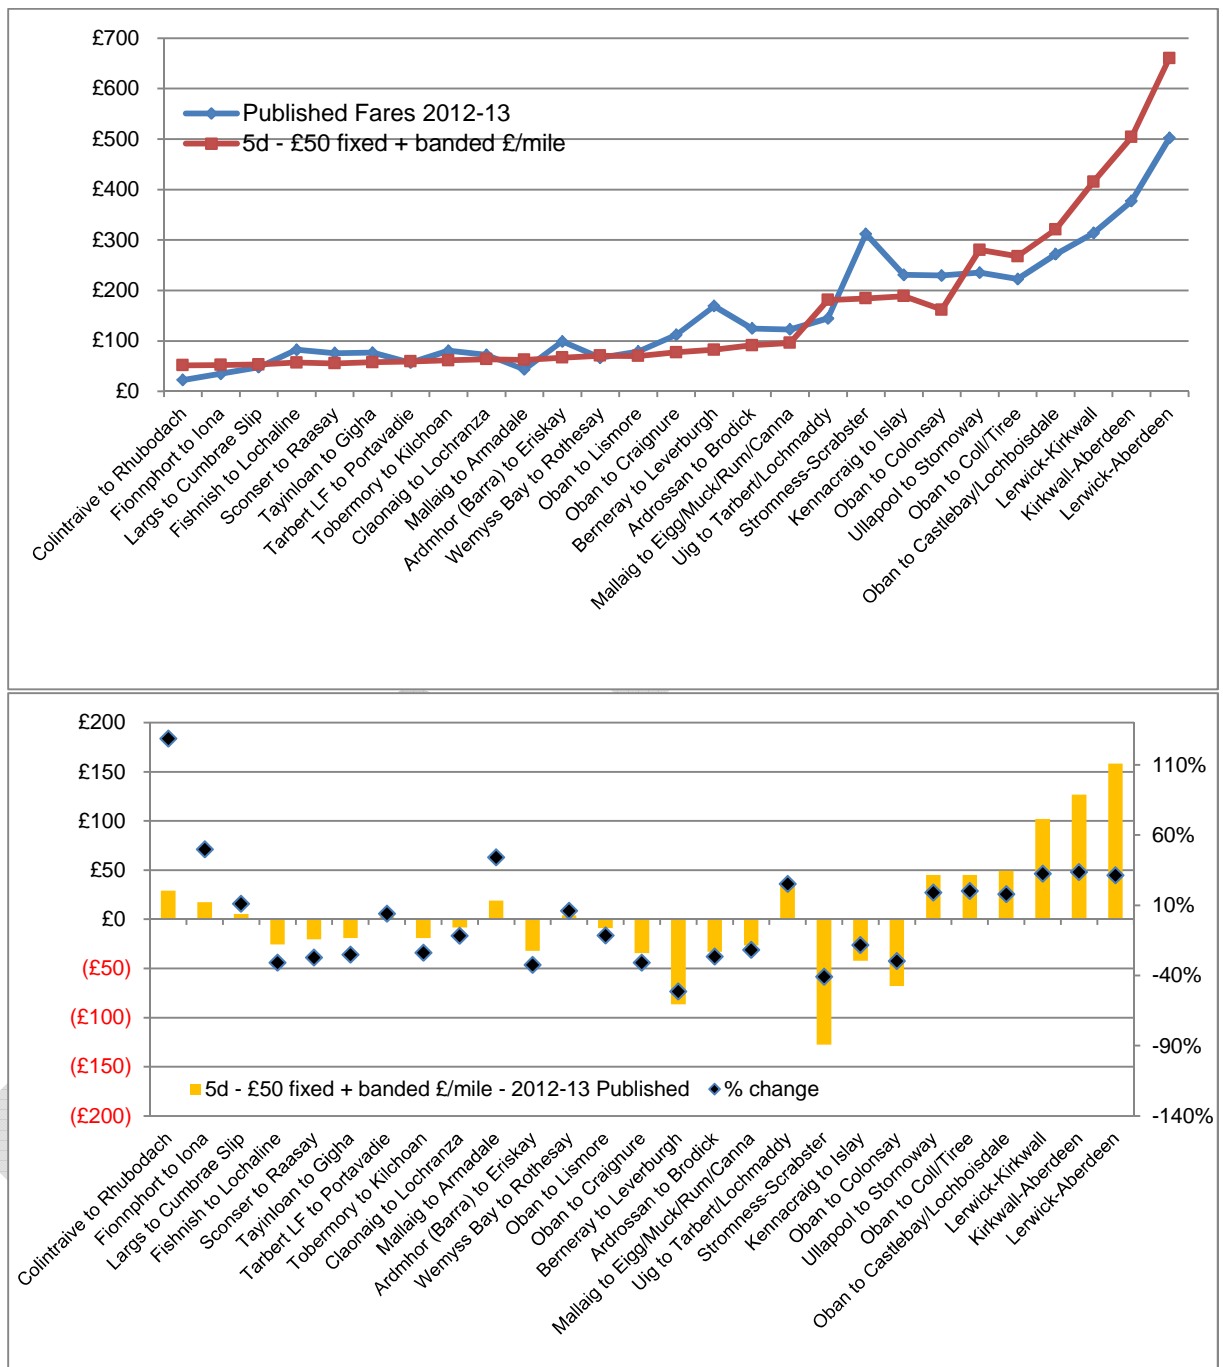 £700
£600
£500
£400
£300
£200
£100
£0
Published Fares 2012-13
5d - £50 fixed + banded £/mile
Colintraive to Rhubodach
Fionnphort to Iona
Largs to Cumbrae Slip
Fishnish to Lochaline
Sconser to Raasay
Tayinloan to Gigha
Tarbert LF to Portavadie
Tobermory to Kilchoan
Claonaig to Lochranza
Mallaig to Armadale
Ardmhor (Barra) to Eriskay
Wemyss Bay to Rothesay
Oban to Lismore
Oban to Craignure
Berneray to Leverburgh
Ardrossan to Brodick
Mallaig to Eigg/Muck/Rum/Canna
Uig to Tarbert/Lochmaddy
Stromness-Scrabster
Kennacraig to Islay
Oban to Colonsay
Ullapool to Stornoway
Oban to Coll/Tiree
Oban to Castlebay/Lochboisdale
Lerwick-Kirkwall
Kirkwall-Aberdeen
Lerwick-Aberdeen
£200
£150
£100
£50
£0
(£50)
(£100)
(£150)
(£200)
110%
60%
10%
-40%
-90%
-140%
5d - £50 fixed + banded £/mile - 2012-13 Published
% change
Colintraive to Rhubodach
Fionnphort to Iona
Largs to Cumbrae Slip
Fishnish to Lochaline
Sconser to Raasay
Tayinloan to Gigha
Tarbert LF to Portavadie
Tobermory to Kilchoan
Claonaig to Lochranza
Mallaig to Armadale
Ardmhor (Barra) to Eriskay
Wemyss Bay to Rothesay
Oban to Lismore
Oban to Craignure
Berneray to Leverburgh
Ardrossan to Brodick
Mallaig to Eigg/Muck/Rum/Canna
Uig to Tarbert/Lochmaddy
Stromness-Scrabster
Kennacraig to Islay
Oban to Colonsay
Ullapool to Stornoway
Oban to Coll/Tiree
Oban to Castlebay/Lochboisdale
Lerwick-Kirkwall
Kirkwall-Aberdeen
Lerwick-Aberdeen